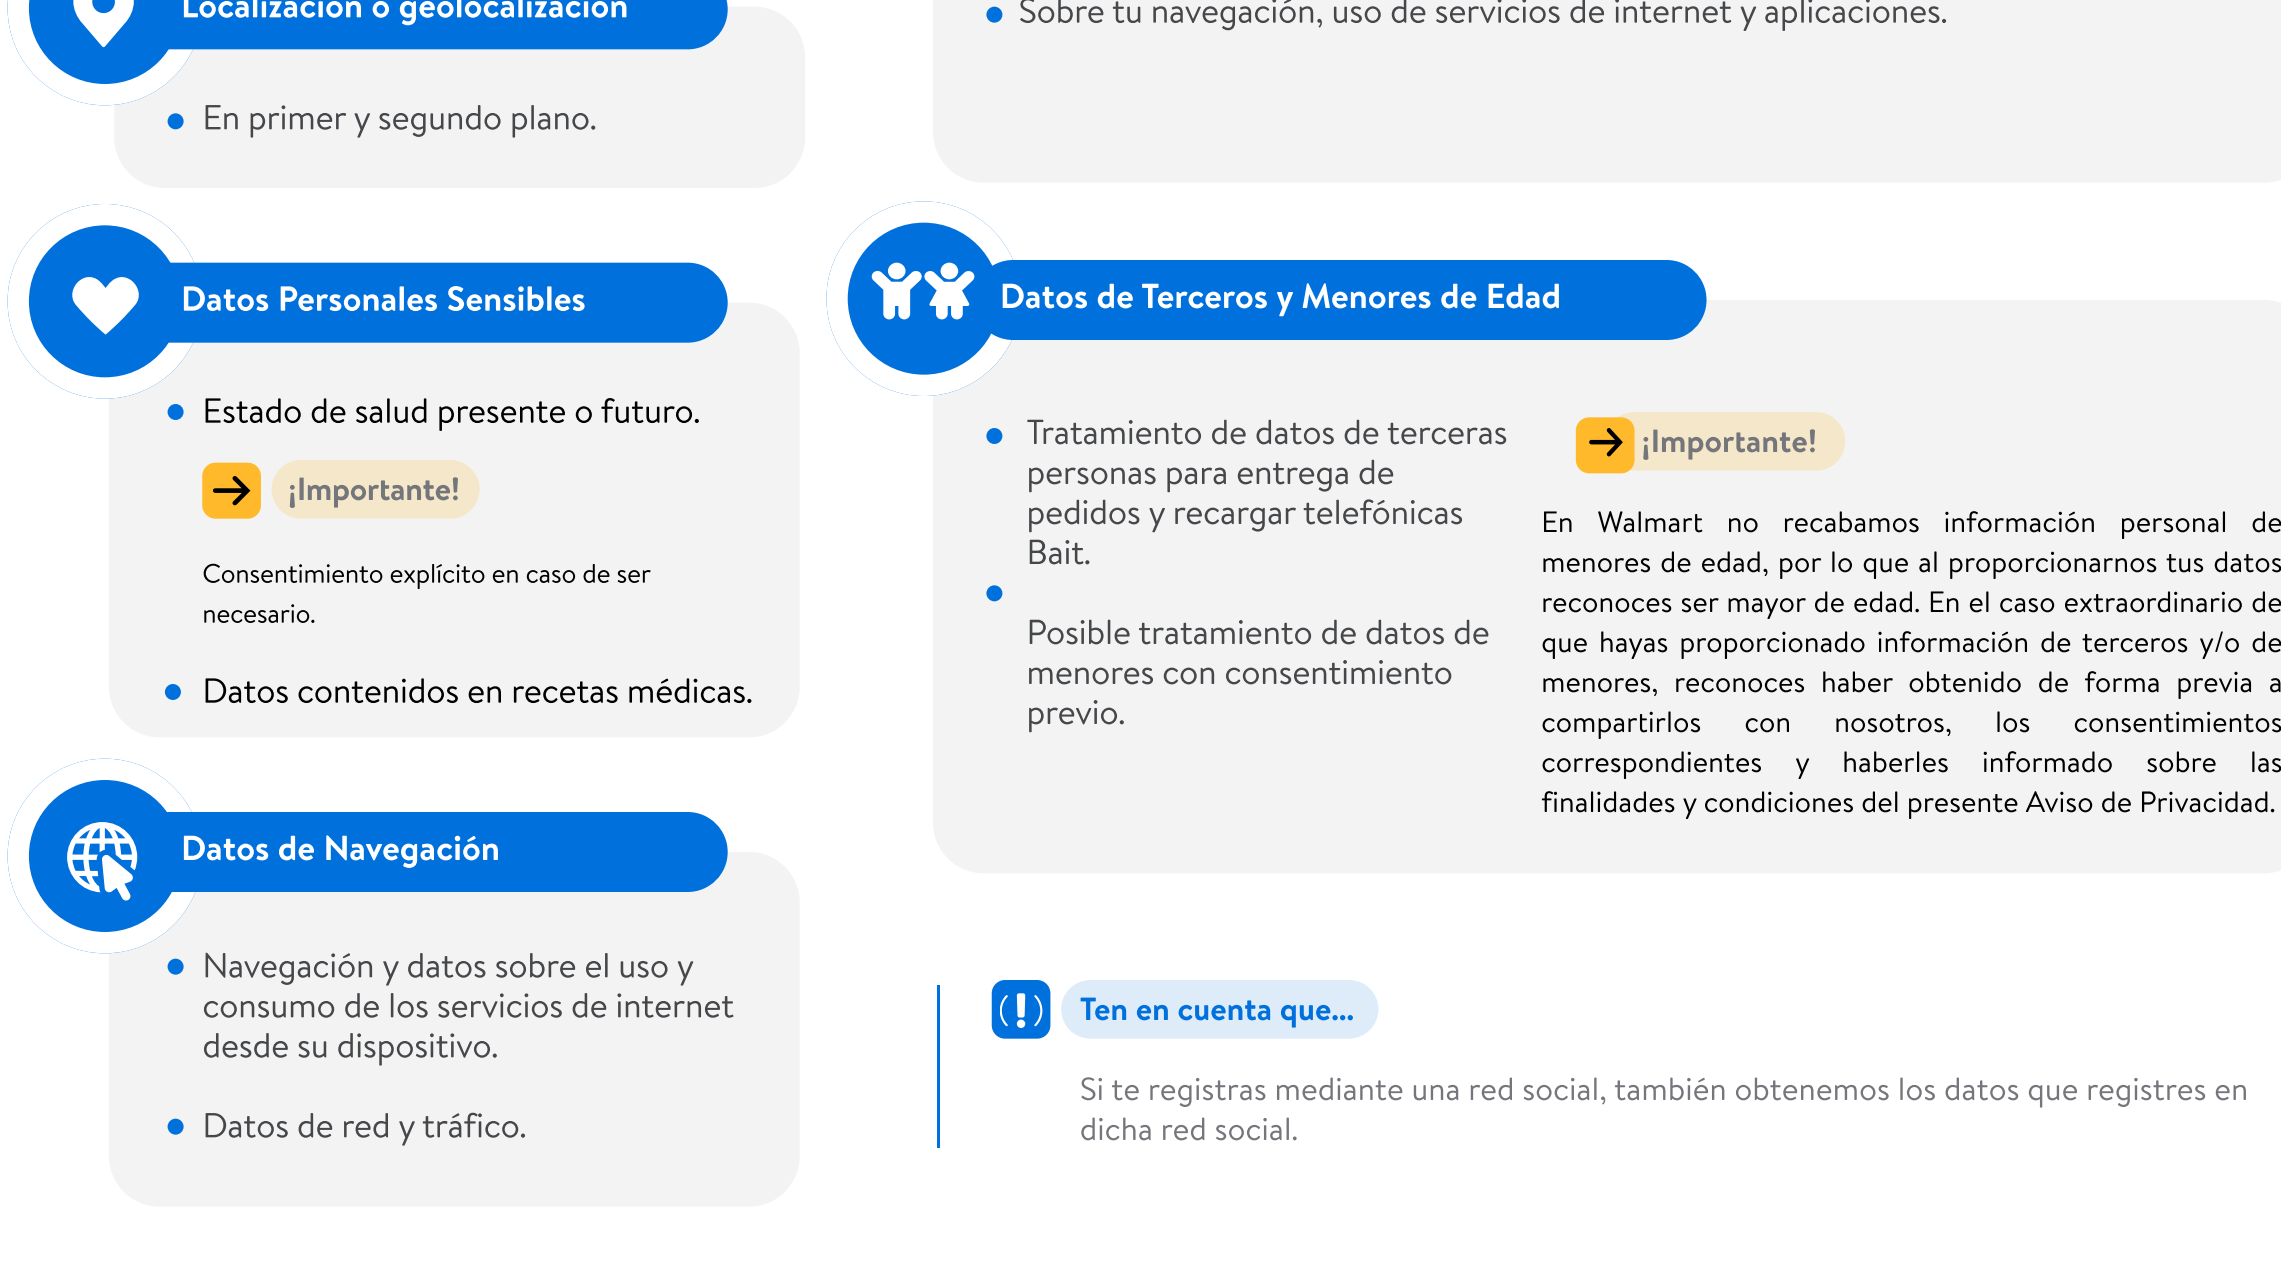 Localización o geolocalización
En primer y segundo plano.
Sobre tu navegación, uso de servicios de internet y aplicaciones.
Datos Personales Sensibles
Estado de salud presente o futuro.
¡Importante!
Consentimiento explícito en caso de ser
necesario.
Datos contenidos en recetas médicas.
Datos de Terceros y Menores de Edad
Tratamiento de datos de terceras
personas para entrega de
pedidos y recargar telefónicas
Bait.
Posible tratamiento de datos de
menores con consentimiento
previo.
¡Importante!
En Walmart no recabamos información personal de
menores de edad, por lo que al proporcionarnos tus datos
reconoces ser mayor de edad. En el caso extraordinario de
que hayas proporcionado información de terceros y/o de
menores, reconoces haber obtenido de forma previa a
compartirlos con nosotros, los consentimientos
correspondientes y haberles informado sobre las
finalidades y condiciones del presente Aviso de Privacidad.
Datos de Navegación
Navegación y datos sobre el uso y
consumo de los servicios de internet
desde su dispositivo.
Datos de red y tráfico.
Ten en cuenta que...
Si te registras mediante una red social, también obtenemos los datos que registres en
dicha red social.